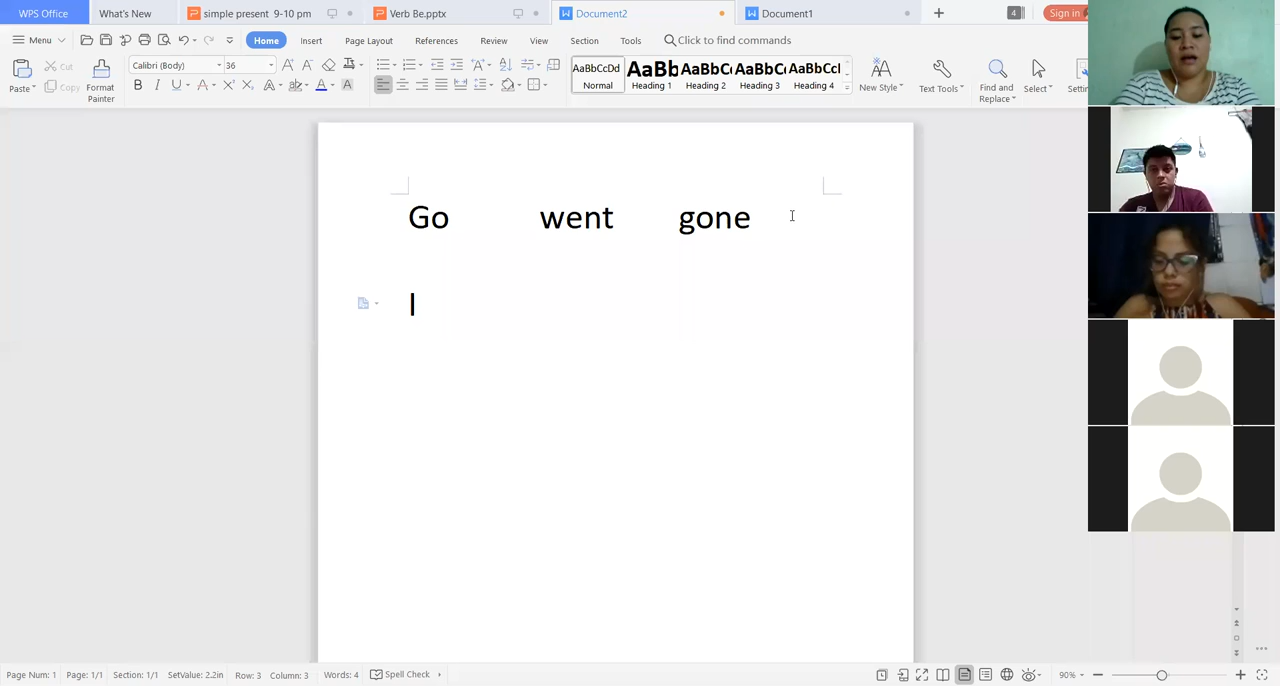 WPS Office What's New simple present 9-10 pm Verb Be.pptx Document2 Document1 4 Sign in
Menu Home Insert Page Layout References Review View Section Tools Click to find commands
Paste Cut Copy Format Painter Calibri (Body) 36 AaBbCcDd Normal AaBb Heading 1 AaBbC Heading 2 AaBbC Heading 3 AaBbCcl Heading 4 New Style Text Tools Find and Replace Select
Go went gone
I
Page Num: 1 Page: 1/1 Section: 1/1 SetValue: 2.2in Row: 3 Column: 3 Words: 4 Spell Check 90%